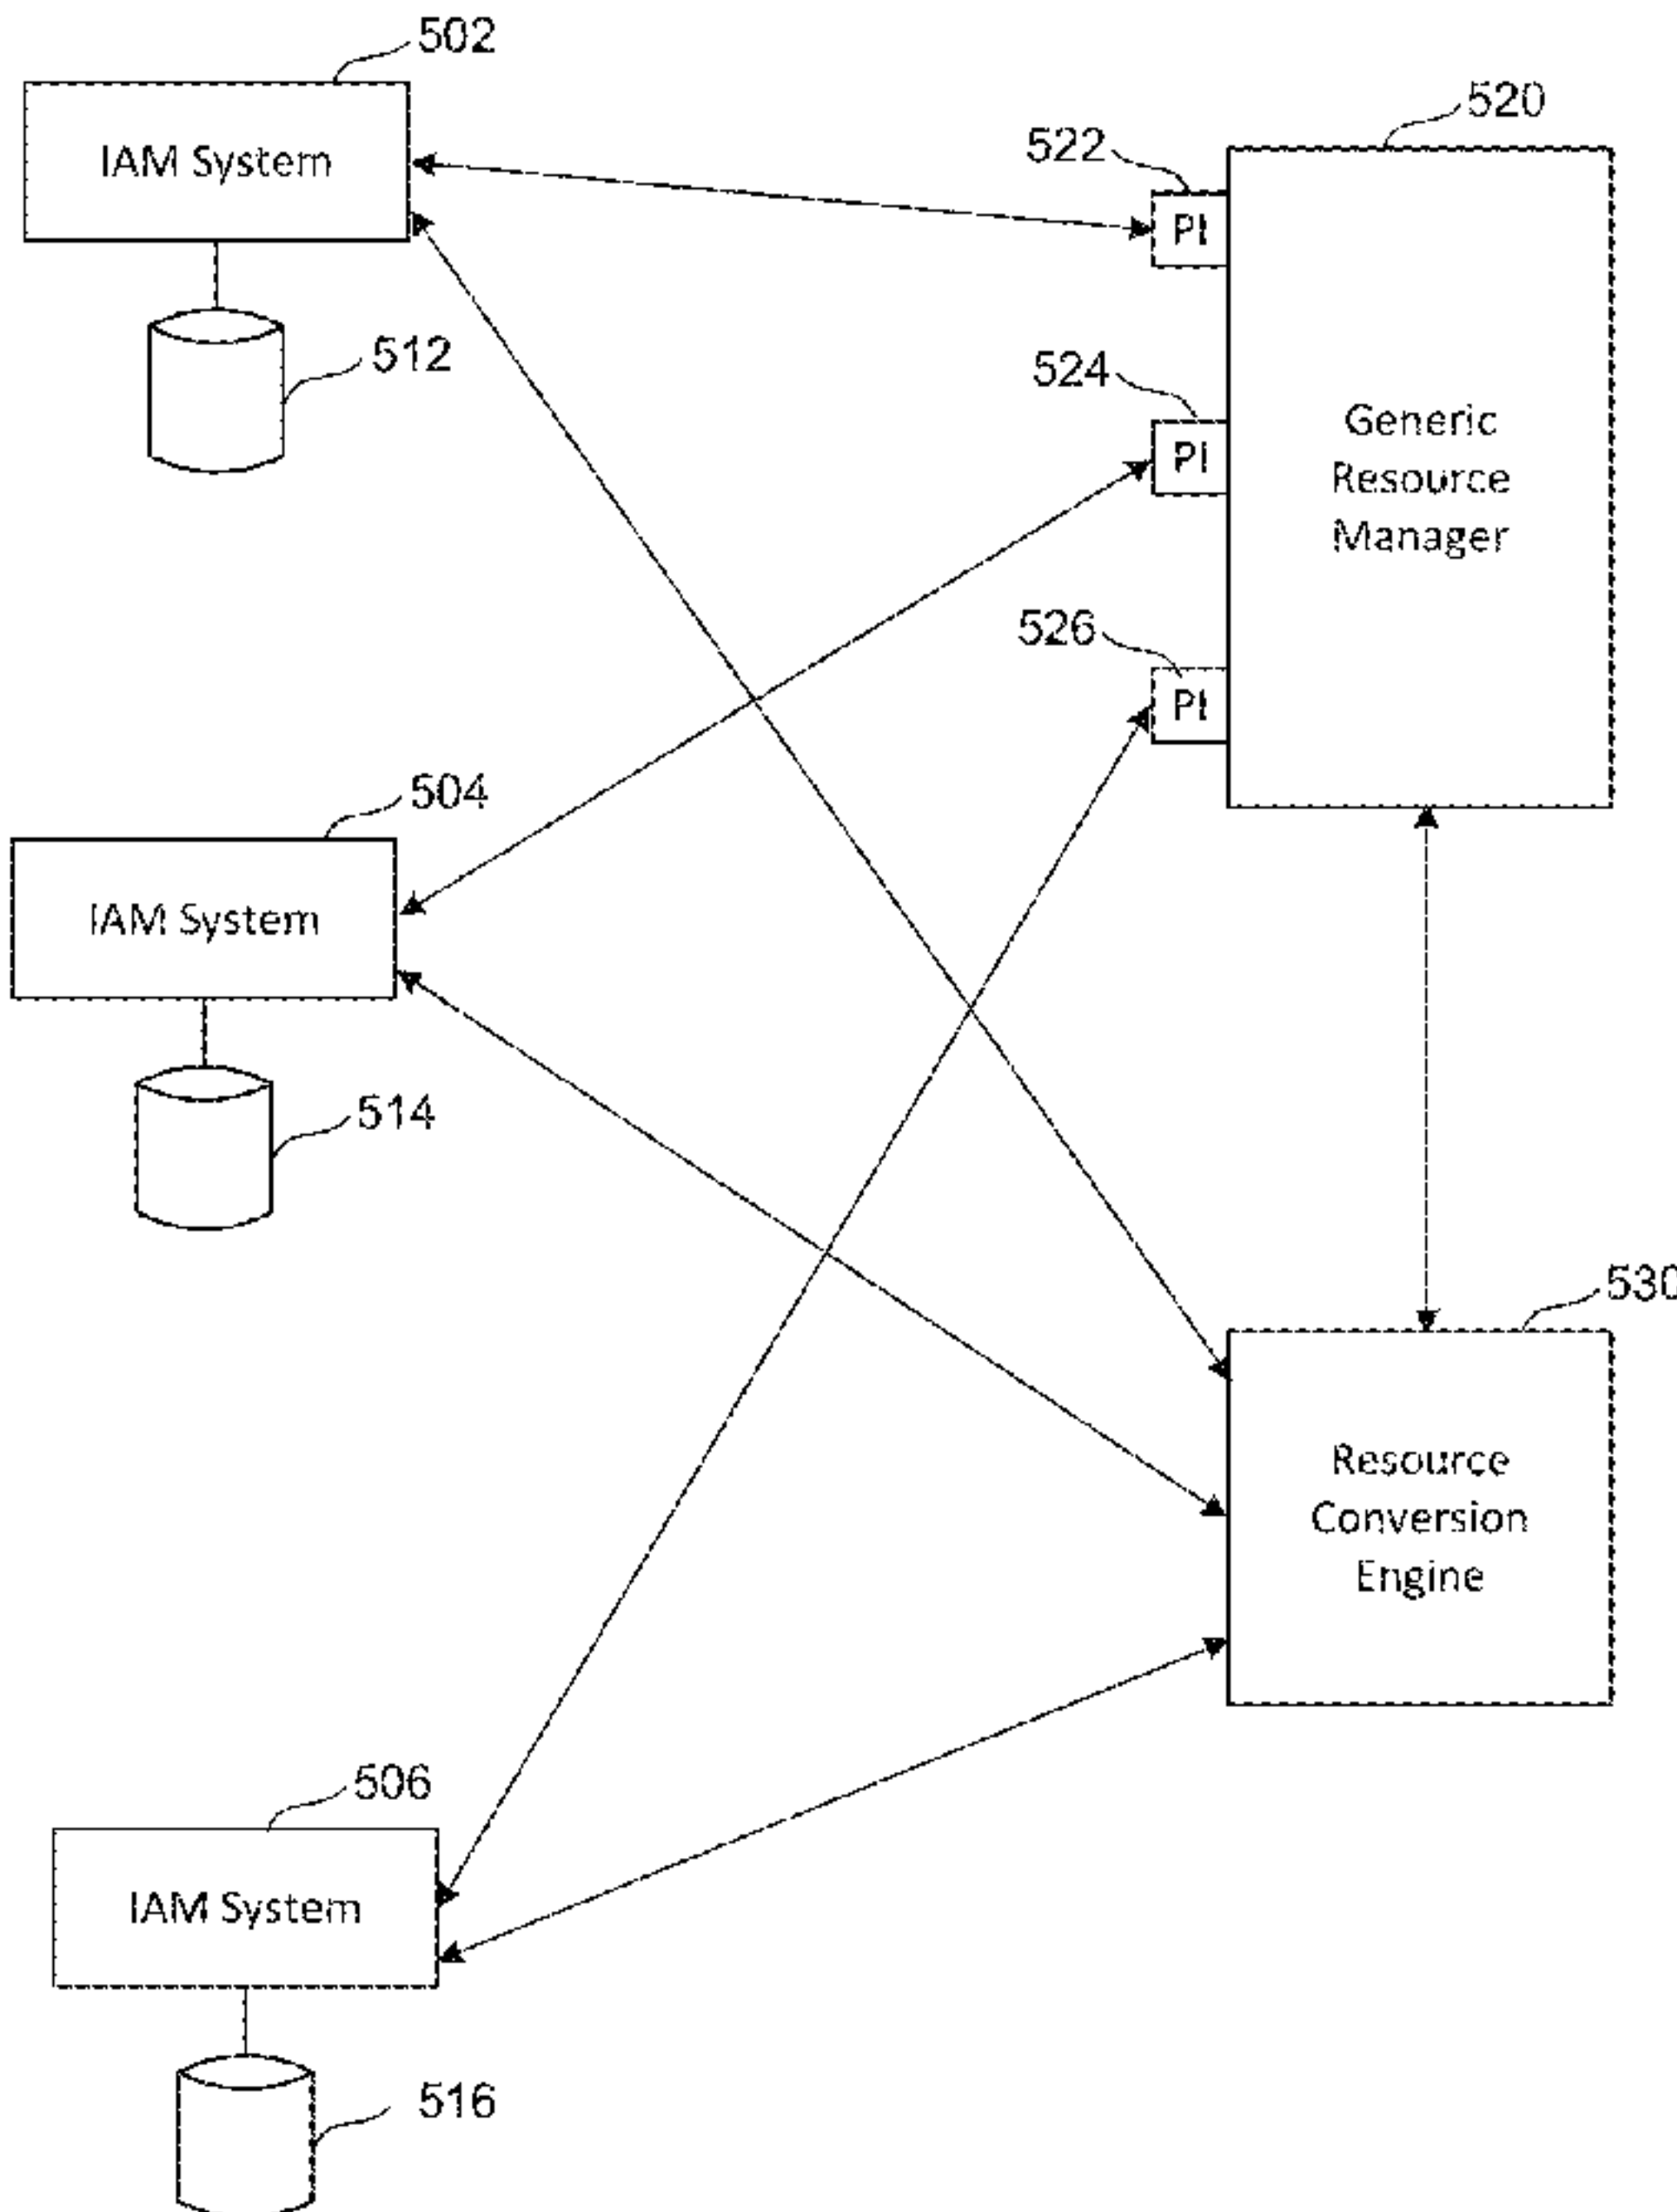 502
IAM System
512
520
522
PI
524
PI
526
PI
Generic
Resource
Manager
504
IAM System
514
530
Resource
Conversion
Engine
506
IAM System
516